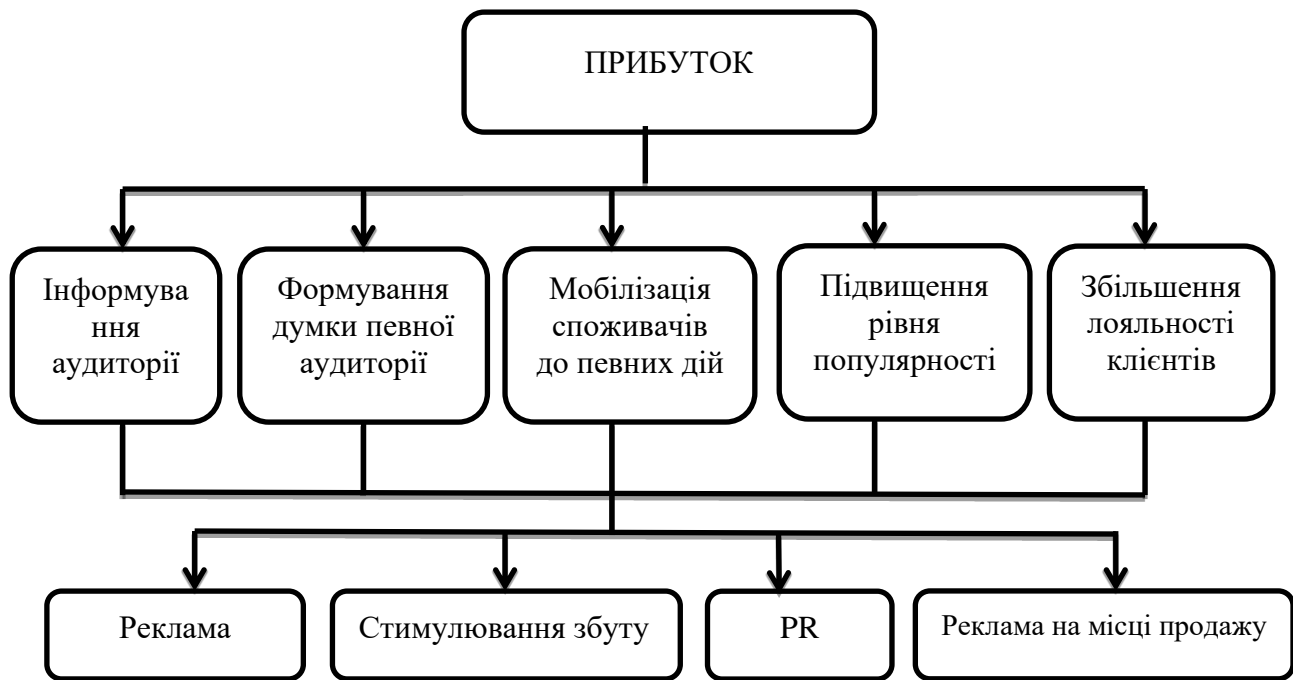 ПРИБУТОК
Інформува
ння
аудиторії
Формування
думки певної
аудиторії
Мобілізація
споживачів
до певних дій
Підвищення
рівня
популярності
Збільшення
лояльності
клієнтів
Реклама
Стимулювання збуту
PR
Реклама на місці продажу